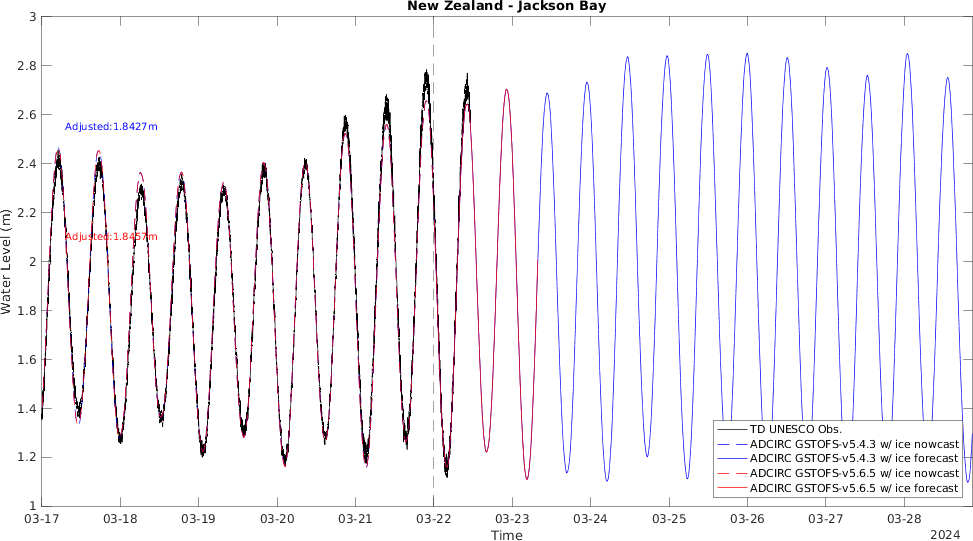 New Zealand - Jackson Bay
3
2.8
2.6
2.4
2.2
2
1.8
1.6
1.4
1.2
1
Water Level (m)
Adjusted:1.8427m
Adjusted:1.8457m
TD UNESCO Obs.
ADCIRC GSTOFS-v5.4.3 w/ ice nowcast
ADCIRC GSTOFS-v5.4.3 w/ ice forecast
ADCIRC GSTOFS-v5.6.5 w/ ice nowcast
ADCIRC GSTOFS-v5.6.5 w/ ice forecast
03-17 03-18 03-19 03-20 03-21 03-22 03-23 03-24 03-25 03-26 03-27 03-28
Time
2024